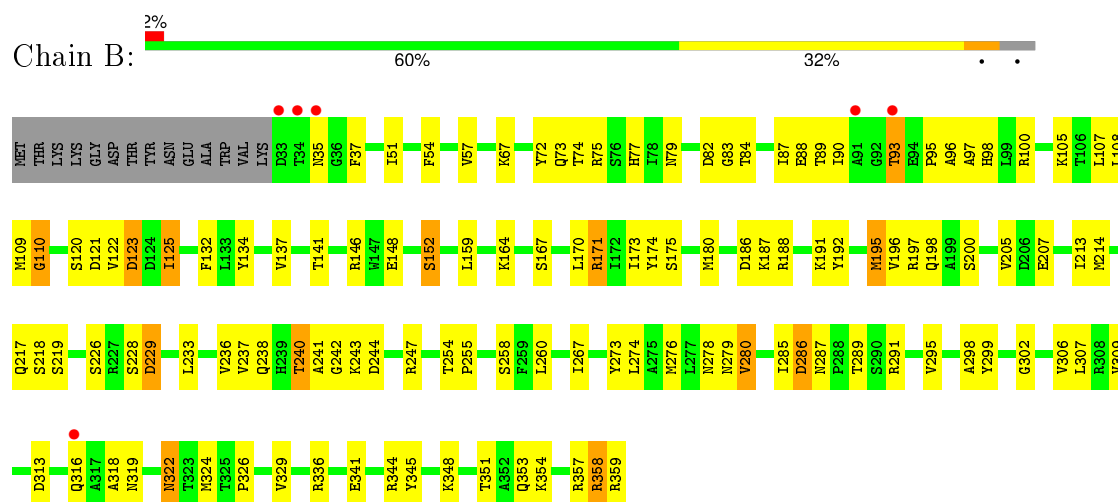 2%
Chain B:
60% 32% • •
MET THR LYS LYS GLY ASP THR TYR ASN GLU ALA TRP VAL LYS D33 T34 N35 G36 F37 I51 F54 V57 N67 Y72 Q73 T74 R75 S76 H77 I78 N79 D82 G83 T84 I87 E88 T89 I90 A91 G92 T93 E94 P95 A96 A97 H98 L99 R100 K105 T106 L107 L108
M109 G110 S120 D121 V122 D123 D124 I125 F132 L133 Y134 V137 T141 R146 W147 E148 S152 L159 K164 S167 L170 R171 I172 I173 Y174 S175 M180 D186 K187 R188 K191 Y192 M195 V196 R197 Q198 A199 S200 V205 D206 E207 I213 M214
Q217 S218 S219 S226 R227 S228 D229 L233 V236 V237 Q238 H239 T240 A241 G242 K243 D244 R247 T254 P255 S258 F259 L260 I267 Y273 L274 A275 M276 L277 N278 N279 V280 I285 D286 N287 P288 T289 S290 R291 V295 A298 Y299 G302 V306 L307 R308 V309
D313 Q316 A317 A318 N319 N322 T323 M324 T325 P326 V329 R336 E341 R344 Y345 K348 T351 A352 Q353 K354 R357 R358 R359